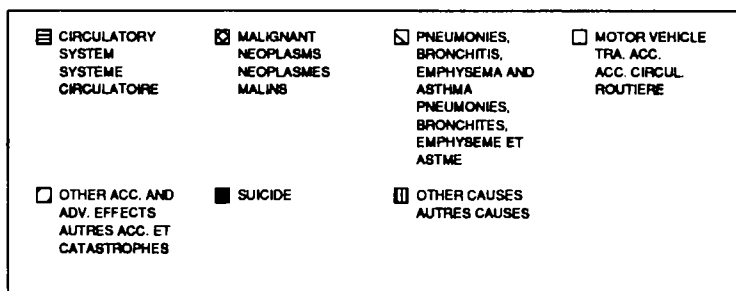 CIRCULATORY
SYSTEM
SYSTEME
CIRCULATOIRE
MALIGNANT
NEOPLASMS
NEOPLASMES
MALINS
PNEUMONIES,
BRONCHITIS,
EMPHYSEMA AND
ASTHMA
PNEUMONIES,
BRONCHITES,
EMPHYSEME ET
ASTME
MOTOR VEHICLE
TRA. ACC.
ACC. CIRCUL.
ROUTIERE
OTHER ACC. AND
ADV. EFFECTS
AUTRES ACC. ET
CATASTROPHES
SUICIDE
OTHER CAUSES
AUTRES CAUSES